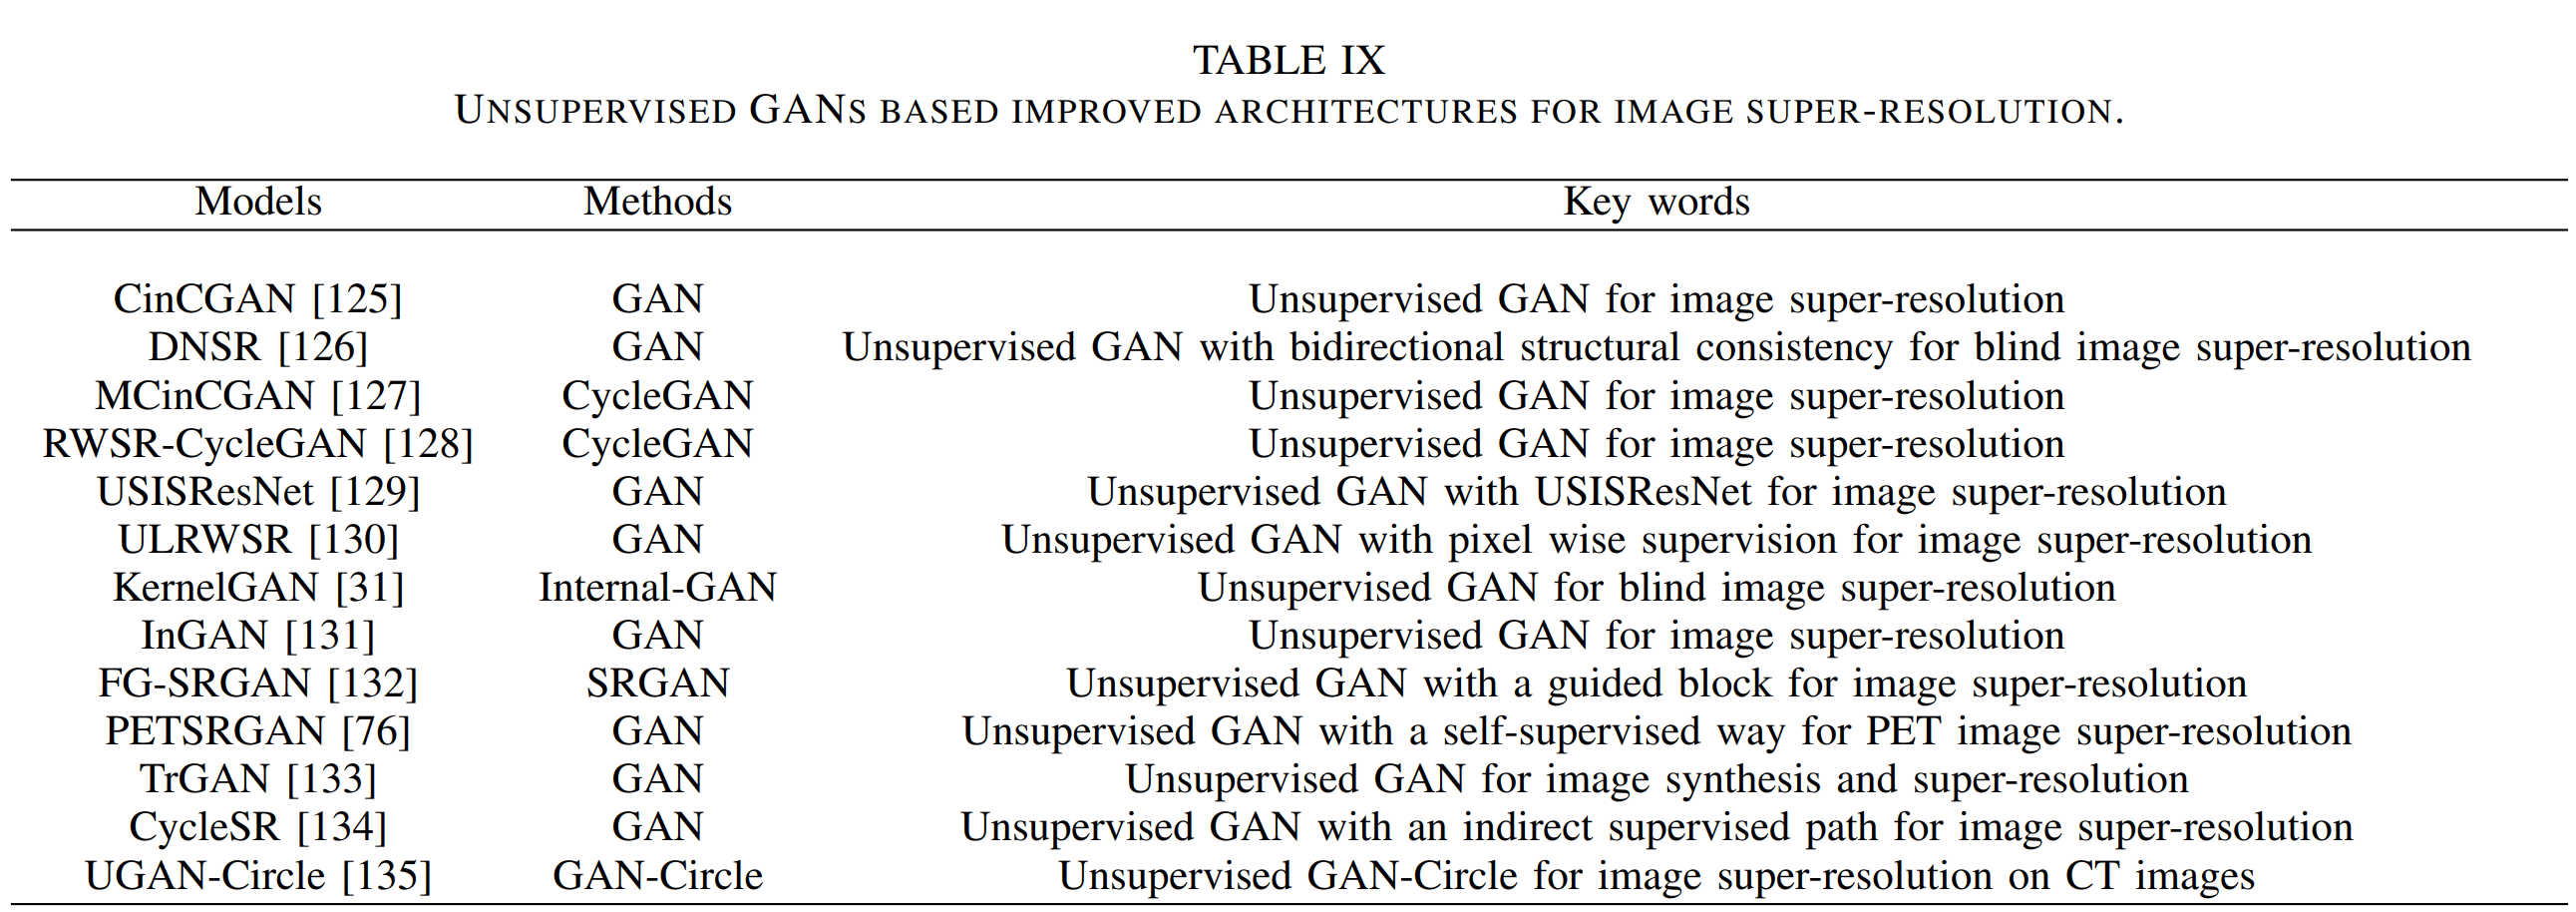 TABLE IX
UNSUPERVISED GANS BASED IMPROVED ARCHITECTURES FOR IMAGE SUPER-RESOLUTION.
Models Methods Key words
CinCGAN [125] GAN Unsupervised GAN for image super-resolution
DNSR [126] GAN Unsupervised GAN with bidirectional structural consistency for blind image super-resolution
MCinCGAN [127] CycleGAN Unsupervised GAN for image super-resolution
RWSR-CycleGAN [128] CycleGAN Unsupervised GAN for image super-resolution
USISResNet [129] GAN Unsupervised GAN with USISResNet for image super-resolution
ULRWSR [130] GAN Unsupervised GAN with pixel wise supervision for image super-resolution
KernelGAN [31] Internal-GAN Unsupervised GAN for blind image super-resolution
InGAN [131] GAN Unsupervised GAN for image super-resolution
FG-SRGAN [132] SRGAN Unsupervised GAN with a guided block for image super-resolution
PETSRGAN [76] GAN Unsupervised GAN with a self-supervised way for PET image super-resolution
TrGAN [133] GAN Unsupervised GAN for image synthesis and super-resolution
CycleSR [134] GAN Unsupervised GAN with an indirect supervised path for image super-resolution
UGAN-Circle [135] GAN-Circle Unsupervised GAN-Circle for image super-resolution on CT images